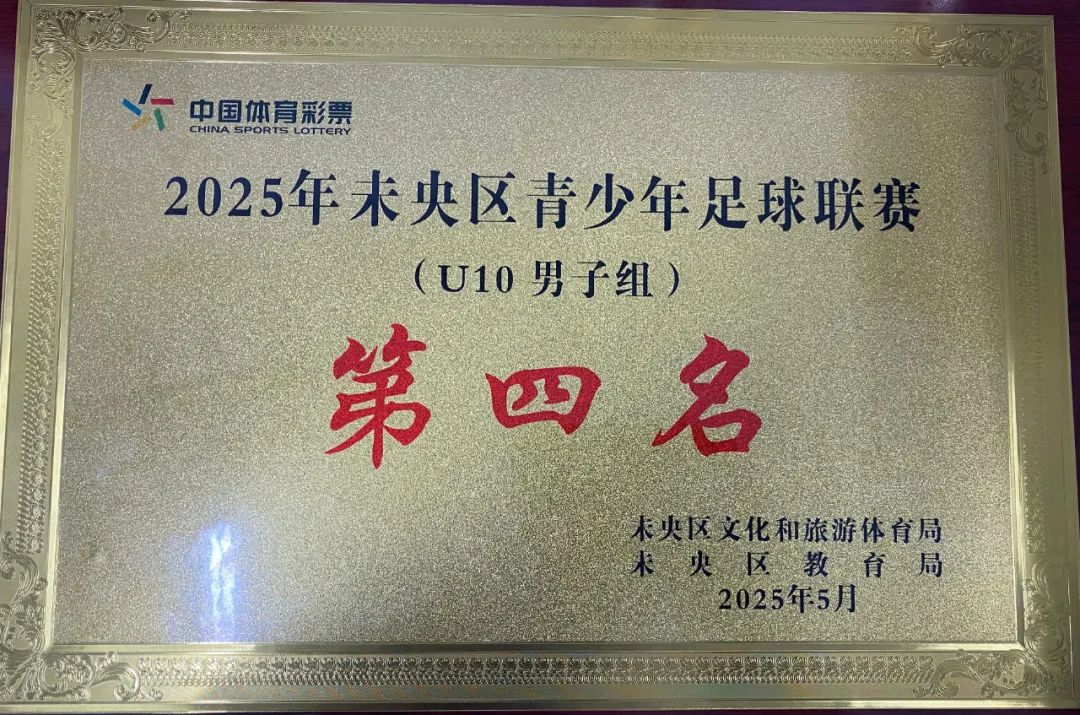 中国体育彩票
CHINA SPORTS LOTTERY
2025年未央区青少年足球联赛
（U10 男子组）
第四名
未央区文化和旅游体育局
未央区教育局
2025年5月